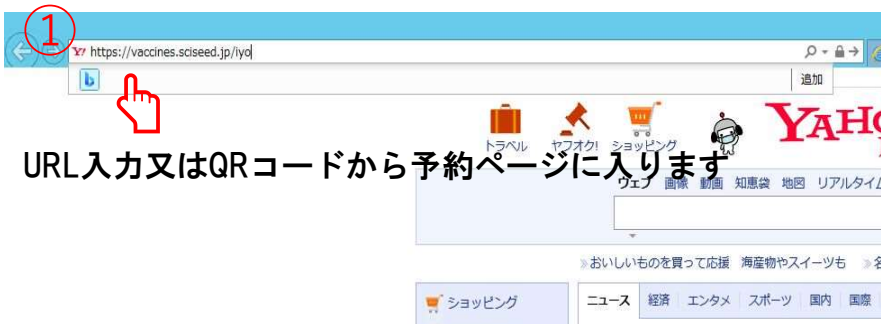 ①
https://vaccines.sciseed.jp/iyo
追加
トラベル ヤフオク! ショッピング
YAHO
URL入力又はQRコードから予約ページに入ります
ウェブ 画像 動画 知恵袋 地図 リアルタイム
»おいしいものを買って応援 海産物やスイーツも »名
ショッピング
ニュース 経済 エンタメ スポーツ 国内 国際